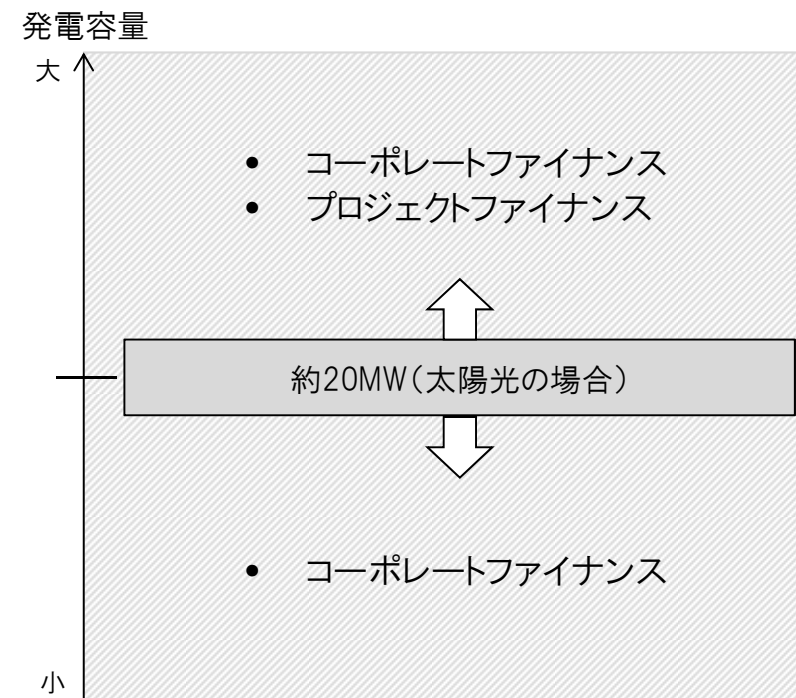 発電容量
大
• コーポレートファイナンス
• プロジェクトファイナンス
約20MW(太陽光の場合)
• コーポレートファイナンス
小